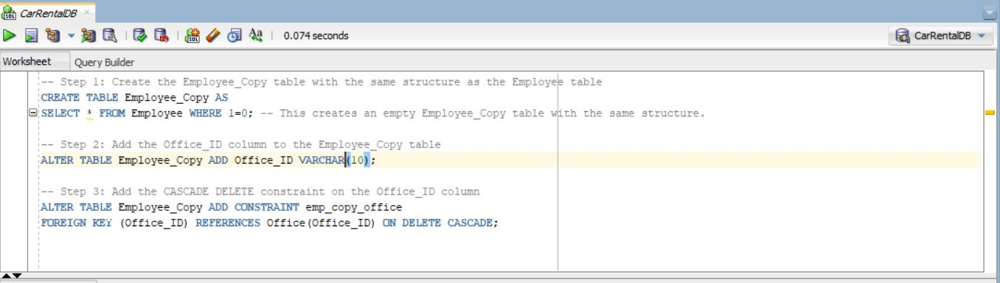 CarRentalDB
0.074 seconds
CarRentalDB
Worksheet
Query Builder
-- Step 1: Create the Employee_Copy table with the same structure as the Employee table
CREATE TABLE Employee_Copy AS
SELECT * FROM Employee WHERE 1=0; -- This creates an empty Employee_Copy table with the same structure.
-- Step 2: Add the Office_ID column to the Employee_Copy table
ALTER TABLE Employee_Copy ADD Office_ID VARCHAR(10);
-- Step 3: Add the CASCADE DELETE constraint on the Office_ID column
ALTER TABLE Employee_Copy ADD CONSTRAINT emp_copy_office
FOREIGN KEY (Office_ID) REFERENCES Office(Office_ID) ON DELETE CASCADE;